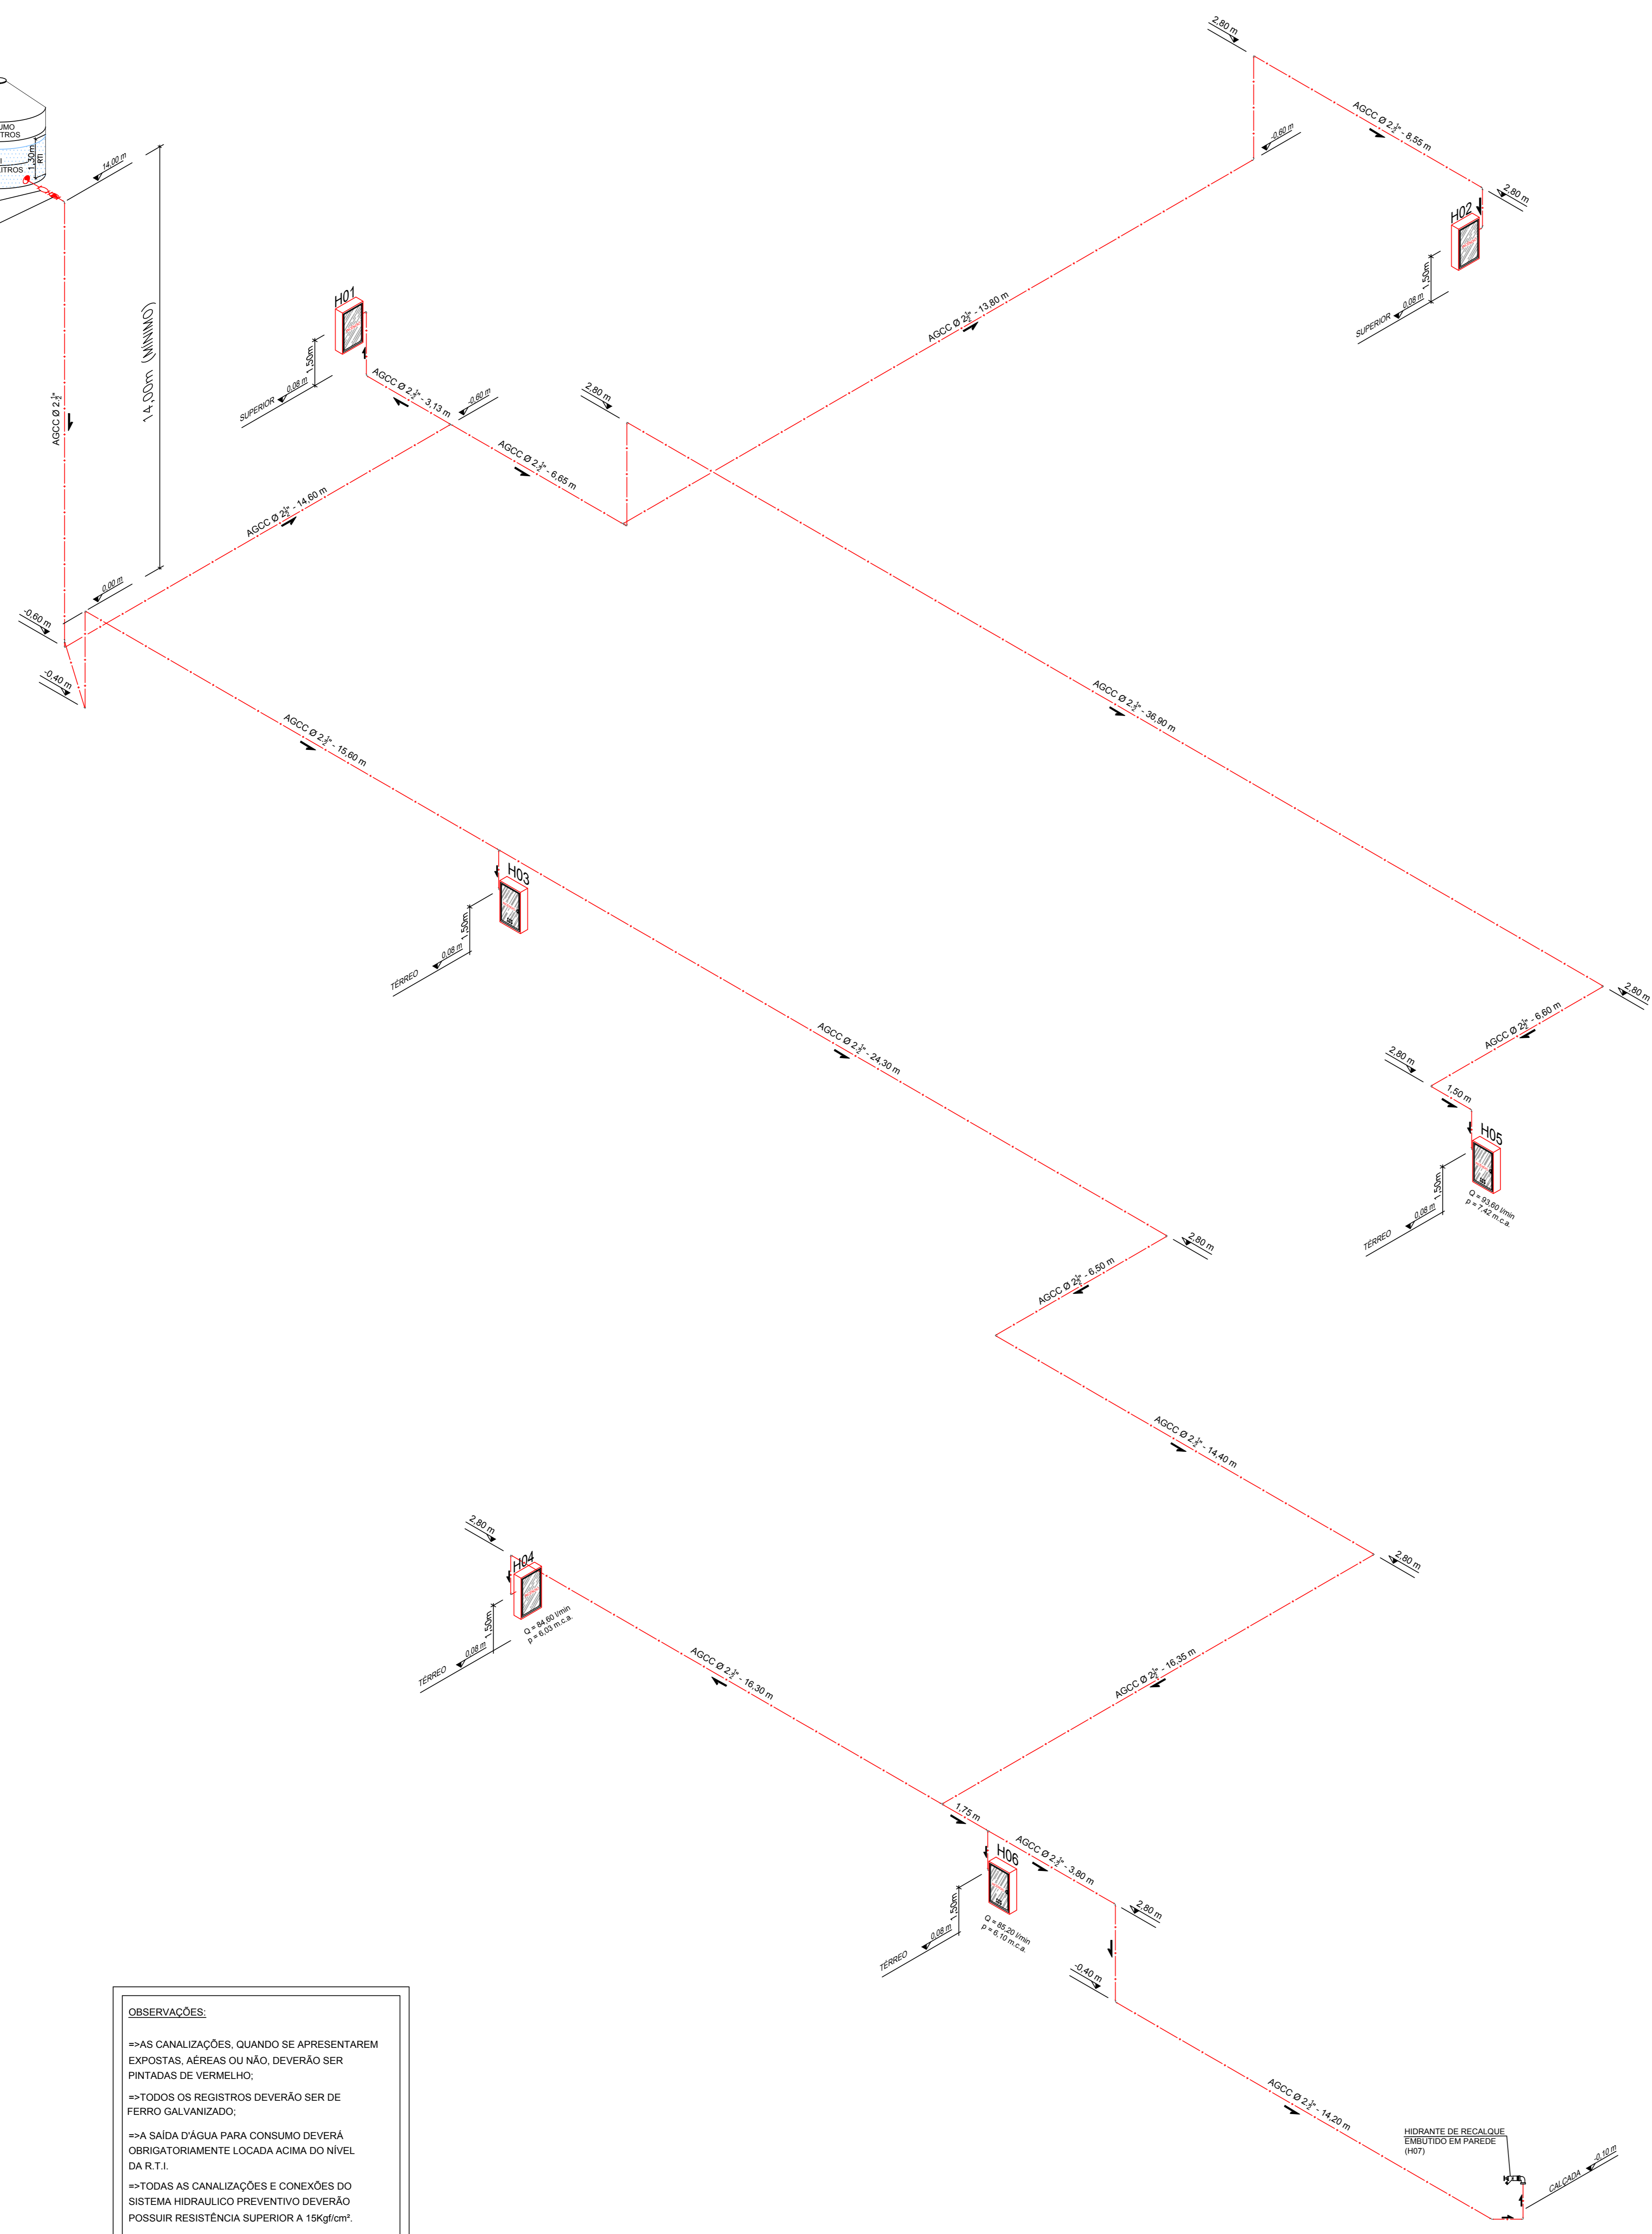 2,80 m
AGCC Ø 2.½" - 8,55 m
-0,60 m
2,80 m
H02
1,50m
0,08 m
SUPERIOR
AGCC Ø 2½" - 13,80 m
UMO
TROS
1,30m
RTI
I
ITROS
14,00 m
14,00m (MÍNIMO)
AGCC Ø 2.½"
H01
1,50m
0,08 m
SUPERIOR
AGCC Ø 2.½" - 3,13 m
-0,60 m
2,80 m
AGCC Ø 2.½" - 6,65 m
AGCC Ø 2½" - 14,60 m
0,00 m
-0,60 m
-0,40 m
AGCC Ø 2.½" - 15,60 m
AGCC Ø 2.½" - 36,90 m
H03
1,50m
0,08 m
TÉRREO
2,80 m
AGCC Ø 2½" - 6,60 m
2,80 m
1,50 m
H05
1,50m
Q = 93,60 l/min
p = 7,42 m.c.a.
0,08 m
TÉRREO
AGCC Ø 2.½" - 24,30 m
2,80 m
AGCC Ø 2½" - 6,50 m
AGCC Ø 2.½" - 14,40 m
2,80 m
2,80 m
H04
1,50m
Q = 84,60 l/min
p = 6,03 m.c.a.
0,08 m
TÉRREO
AGCC Ø 2.½" - 16,30 m
AGCC Ø 2½" - 16,35 m
1,75 m
AGCC Ø 2.½" - 3,80 m
H06
1,50m
Q = 85,20 l/min
p = 6,10 m.c.a.
0,08 m
TÉRREO
2,80 m
-0,40 m
AGCC Ø 2.½" - 14,20 m
HIDRANTE DE RECALQUE
EMBUTIDO EM PAREDE
(H07)
CALÇADA
-0,10 m
OBSERVAÇÕES:
=>AS CANALIZAÇÕES, QUANDO SE APRESENTAREM
EXPOSTAS, AÉREAS OU NÃO, DEVERÃO SER
PINTADAS DE VERMELHO;
=>TODOS OS REGISTROS DEVERÃO SER DE
FERRO GALVANIZADO;
=>A SAÍDA D'ÁGUA PARA CONSUMO DEVERÁ
OBRIGATORIAMENTE LOCADA ACIMA DO NÍVEL
DA R.T.I.
=>TODAS AS CANALIZAÇÕES E CONEXÕES DO
SISTEMA HIDRAULICO PREVENTIVO DEVERÃO
POSSUIR RESISTÊNCIA SUPERIOR A 15Kgf/cm².